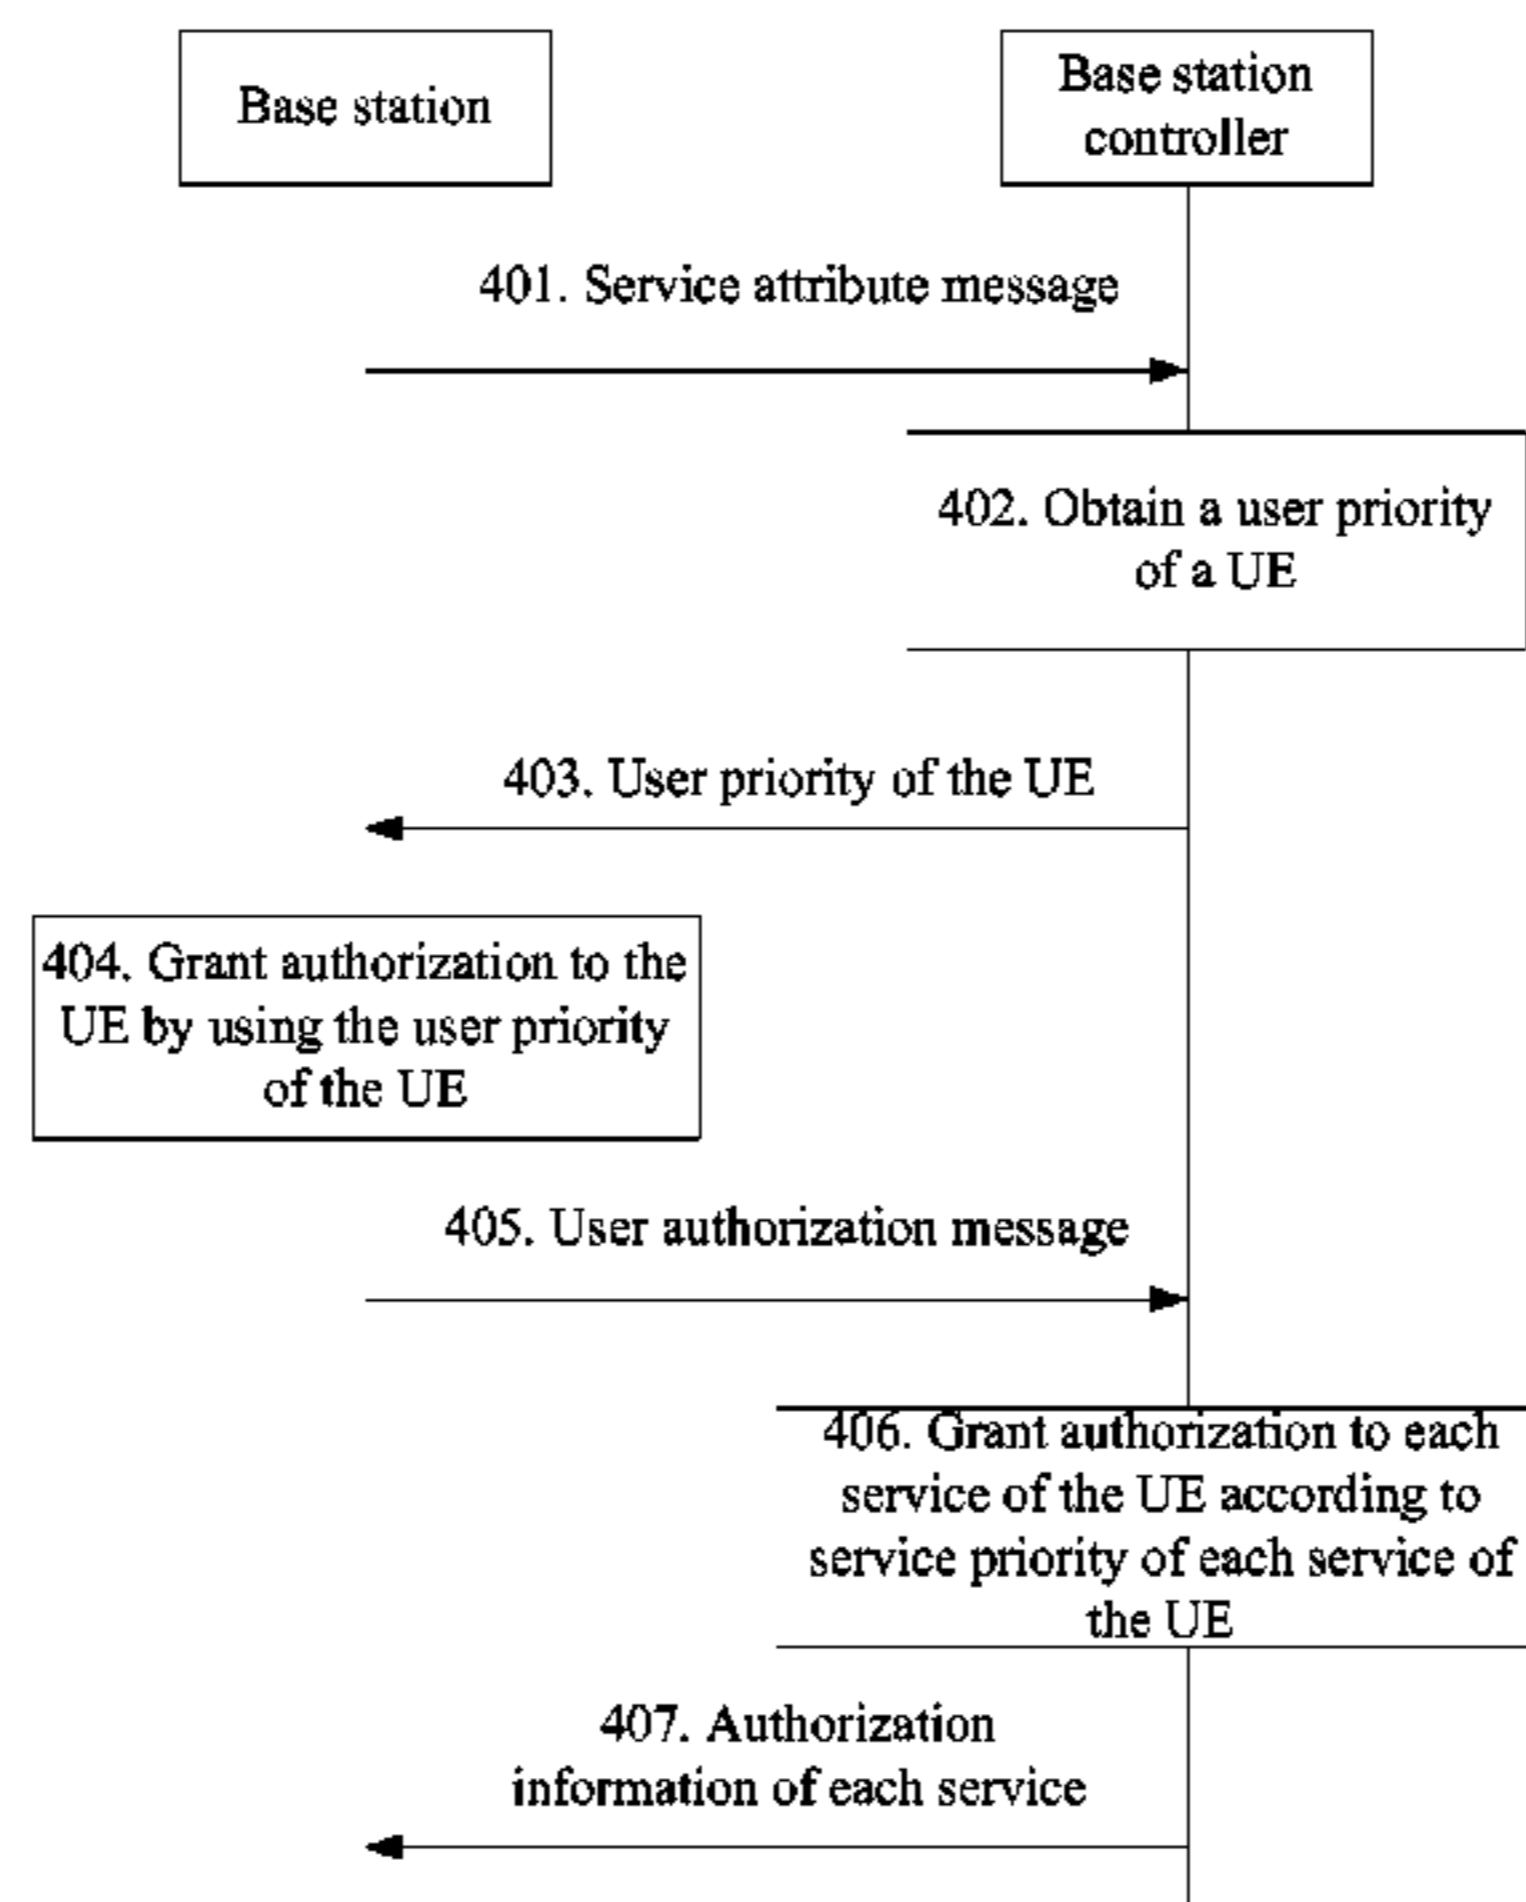 Base station
Base station
controller
401. Service attribute message
402. Obtain a user priority
of a UE
403. User priority of the UE
404. Grant authorization to the
UE by using the user priority
of the UE
405. User authorization message
406. Grant authorization to each
service of the UE according to
service priority of each service of
the UE
407. Authorization
information of each service